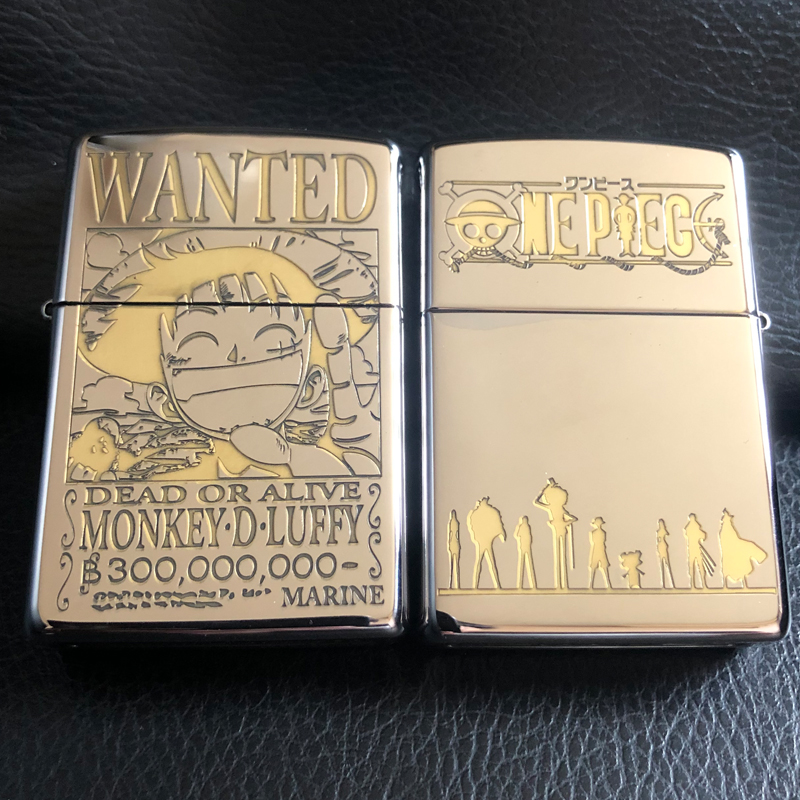 WANTED
DEAD OR ALIVE
MONKEY·D·LUFFY
฿300,000,000-
MARINE
ワンピース
ONE PIECE